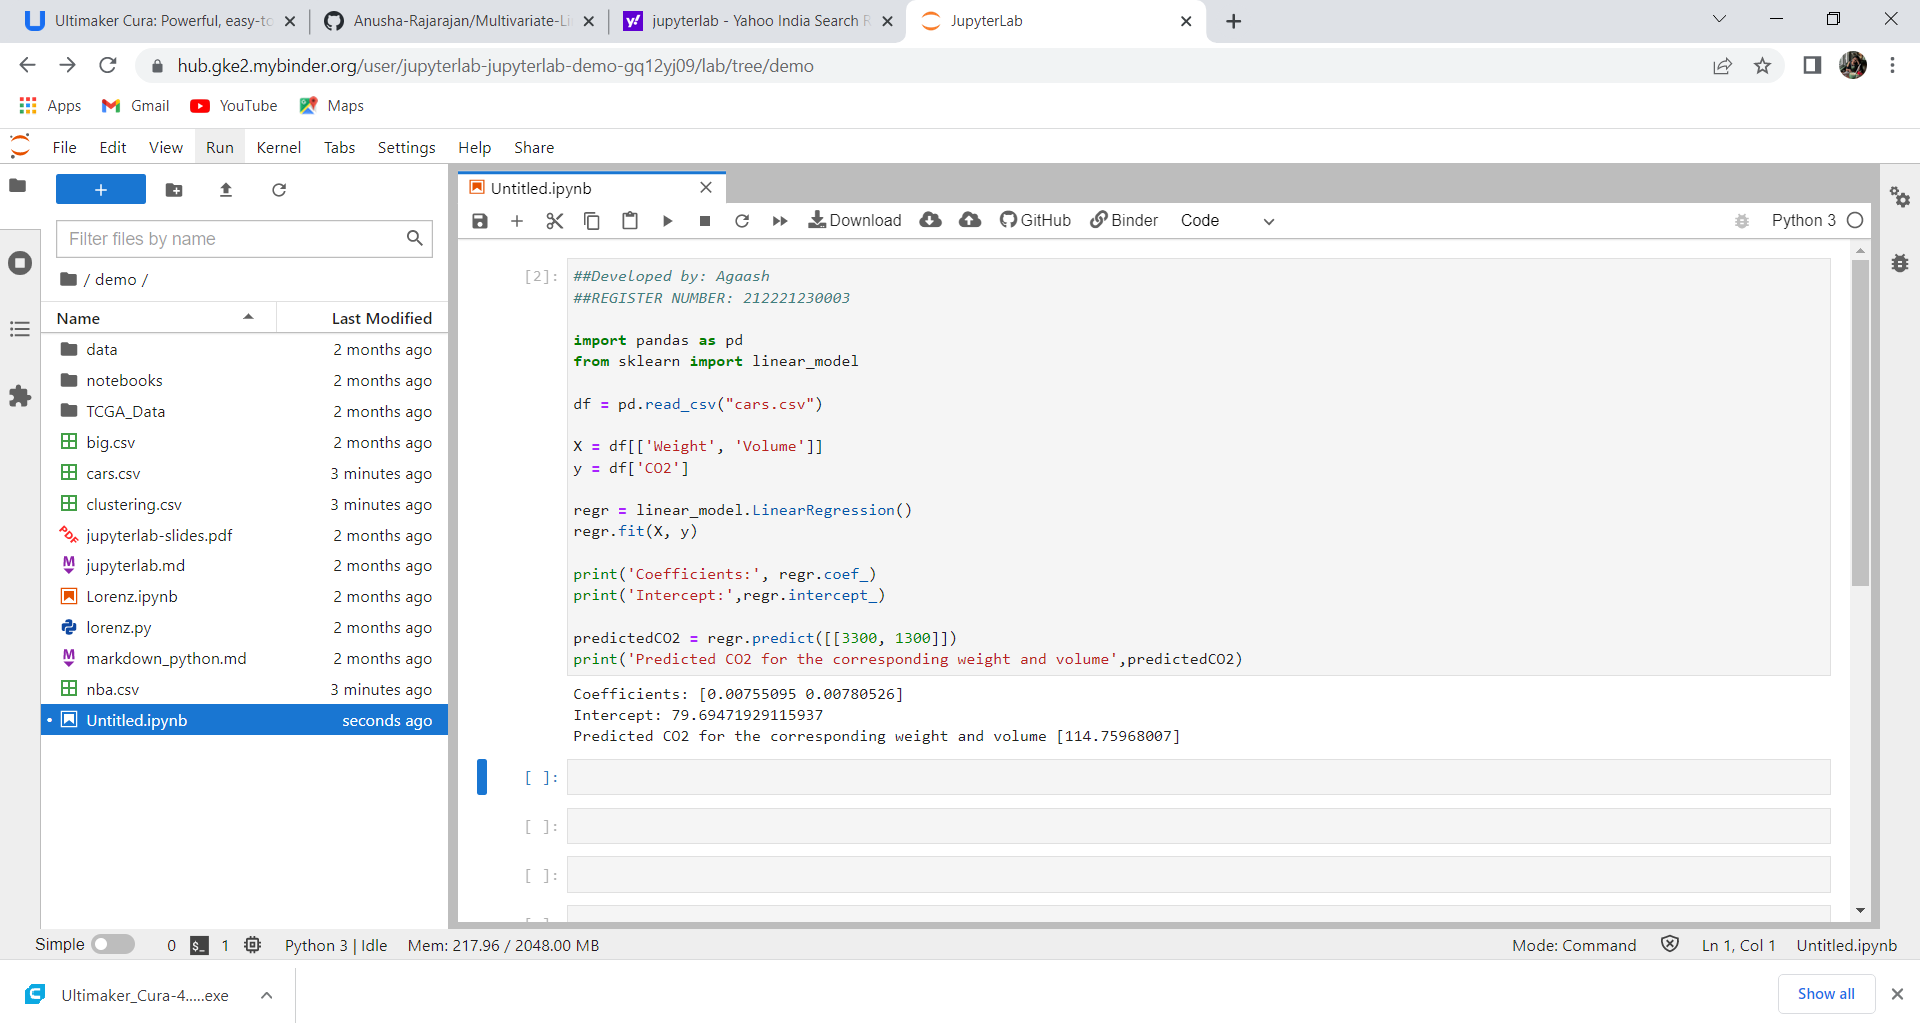 Ultimaker Cura: Powerful, easy-to
Anusha-Rajarajan/Multivariate-Li
jupyterlab - Yahoo India Search R
JupyterLab
hub.gke2.mybinder.org/user/jupyterlab-jupyterlab-demo-gq12yj09/lab/tree/demo
Apps
Gmail
YouTube
Maps
File Edit View Run Kernel Tabs Settings Help Share
Untitled.ipynb
Download
GitHub
Binder
Code
Python 3
Filter files by name
/ demo /
Name Last Modified
data 2 months ago
notebooks 2 months ago
TCGA_Data 2 months ago
big.csv 2 months ago
cars.csv 3 minutes ago
clustering.csv 3 minutes ago
jupyterlab-slides.pdf 2 months ago
jupyterlab.md 2 months ago
Lorenz.ipynb 2 months ago
lorenz.py 2 months ago
markdown_python.md 2 months ago
nba.csv 3 minutes ago
Untitled.ipynb seconds ago
[2]:
##Developed by: Agaash
##REGISTER NUMBER: 212221230003
import pandas as pd
from sklearn import linear_model
df = pd.read_csv("cars.csv")
X = df[['Weight', 'Volume']]
y = df['CO2']
regr = linear_model.LinearRegression()
regr.fit(X, y)
print('Coefficients:', regr.coef_)
print('Intercept:',regr.intercept_)
predictedCO2 = regr.predict([[3300, 1300]])
print('Predicted CO2 for the corresponding weight and volume',predictedCO2)
Coefficients: [0.00755095 0.00780526]
Intercept: 79.69471929115937
Predicted CO2 for the corresponding weight and volume [114.75968007]
[ ]:
[ ]:
[ ]:
[ ]:
Simple 0 $_ 1 Python 3 | Idle Mem: 217.96 / 2048.00 MB
Mode: Command Ln 1, Col 1 Untitled.ipynb
Ultimaker_Cura-4.....exe
Show all